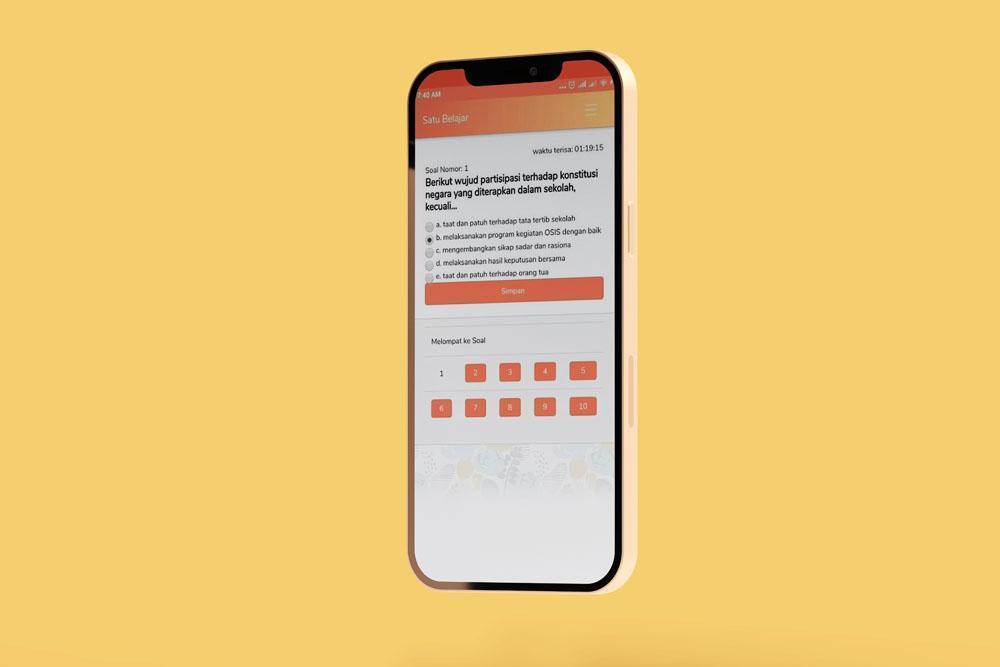 7:40 AM
Satu Belajar
waktu terisa: 01:19:15
Soal Nomor: 1
Berikut wujud partisipasi terhadap konstitusi
negara yang diterapkan dalam sekolah,
kecuali...
a. taat dan patuh terhadap tata tertib sekolah
b. melaksanakan program kegiatan OSIS dengan baik
c. mengembangkan sikap sadar dan rasiona
d. melaksanakan hasil keputusan bersama
e. taat dan patuh terhadap orang tua
Simpan
Melompat ke Soal
1 2 3 4 5
6 7 8 9 10